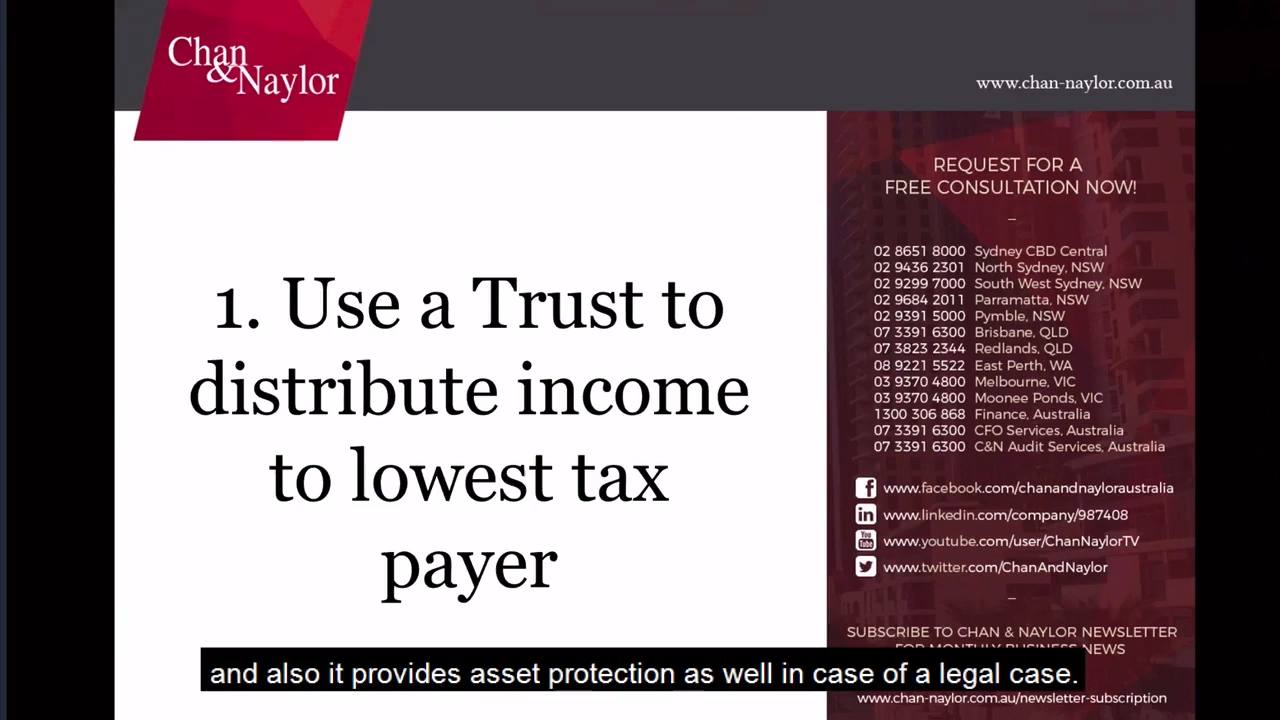 Chan
&Naylor
www.chan-naylor.com.au
1. Use a Trust to
distribute income
to lowest tax
payer
REQUEST FOR A
FREE CONSULTATION NOW!
–
02 8651 8000 Sydney CBD Central
02 9436 2301 North Sydney, NSW
02 9299 7000 South West Sydney, NSW
02 9684 2011 Parramatta, NSW
02 9391 5000 Pymble, NSW
07 3391 6300 Brisbane, QLD
07 3823 2344 Redlands, QLD
08 9221 5522 East Perth, WA
03 9370 4800 Melbourne, VIC
03 9370 4800 Moonee Ponds, VIC
1300 306 868 Finance, Australia
07 3391 6300 CFO Services, Australia
07 3391 6300 C&N Audit Services, Australia
www.facebook.com/chanandnayloraustralia
www.linkedin.com/company/987408
www.youtube.com/user/ChanNaylorTV
www.twitter.com/ChanAndNaylor
–
SUBSCRIBE TO CHAN & NAYLOR NEWSLETTER
FOR MONTHLY BUSINESS NEWS
and also it provides asset protection as well in case of a legal case.
www.chan-naylor.com.au/newsletter-subscription